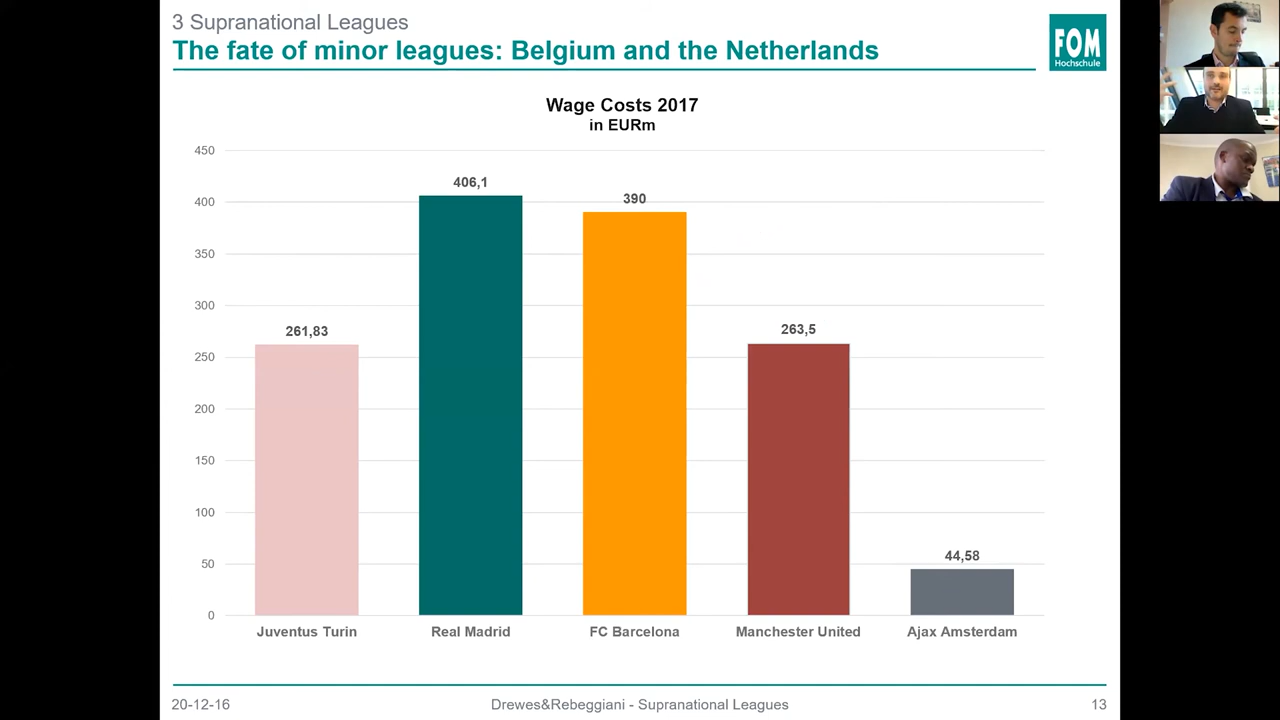 3 Supranational Leagues
The fate of minor leagues: Belgium and the Netherlands
FOM
Hochschule
Wage Costs 2017
in EURm
450
400
350
300
250
200
150
100
50
0
261,83
406,1
390
263,5
44,58
Juventus Turin
Real Madrid
FC Barcelona
Manchester United
Ajax Amsterdam
20-12-16
Drewes&Rebeggiani - Supranational Leagues
13